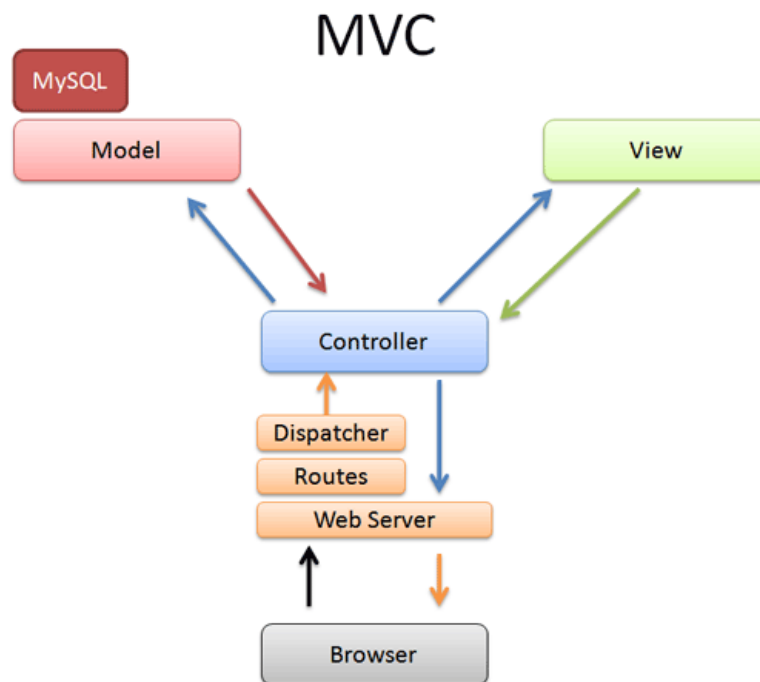 MVC
MySQL
Model
View
Controller
Dispatcher
Routes
Web Server
Browser